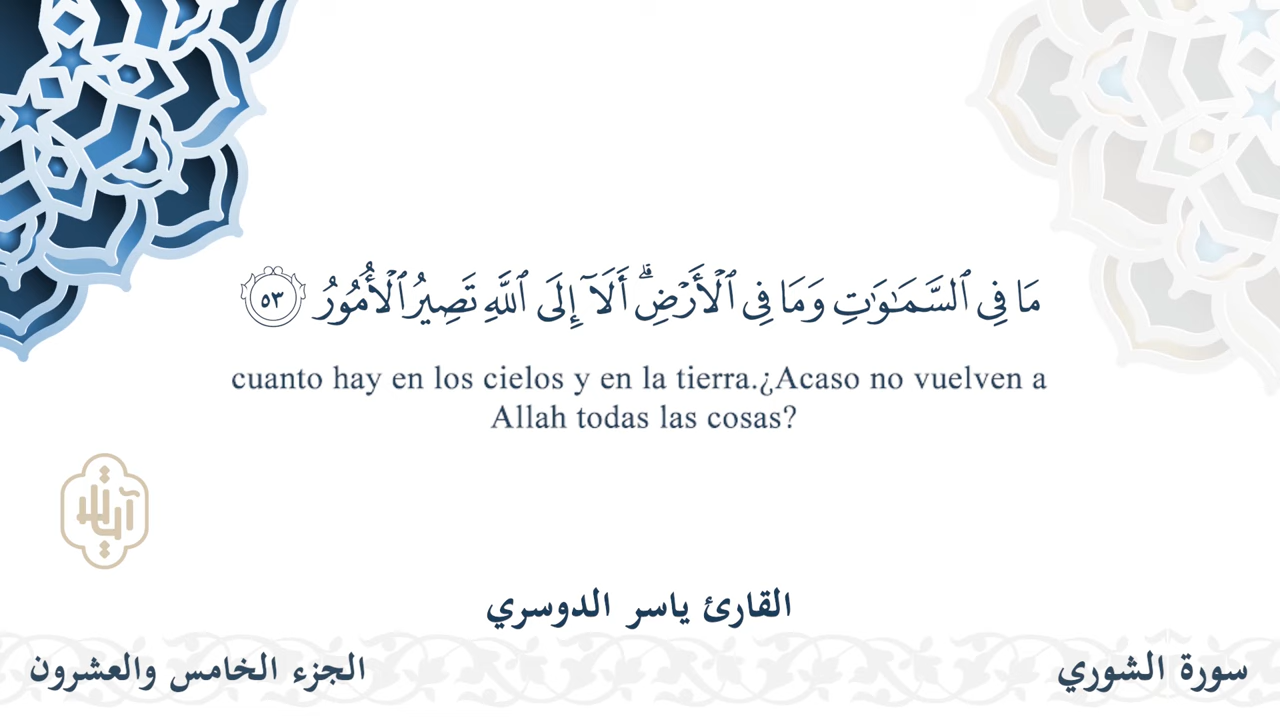 مَا فِي ٱلسَّمَٰوَٰتِ وَمَا فِي ٱلْأَرْضِۗ أَلَآ إِلَى ٱللَّهِ تَصِيرُ ٱلْأُمُورُ ٥٣
cuanto hay en los cielos y en la tierra.¿Acaso no vuelven a
Allah todas las cosas?
القارئ ياسر الدوسري
سورة الشوري
الجزء الخامس والعشرون